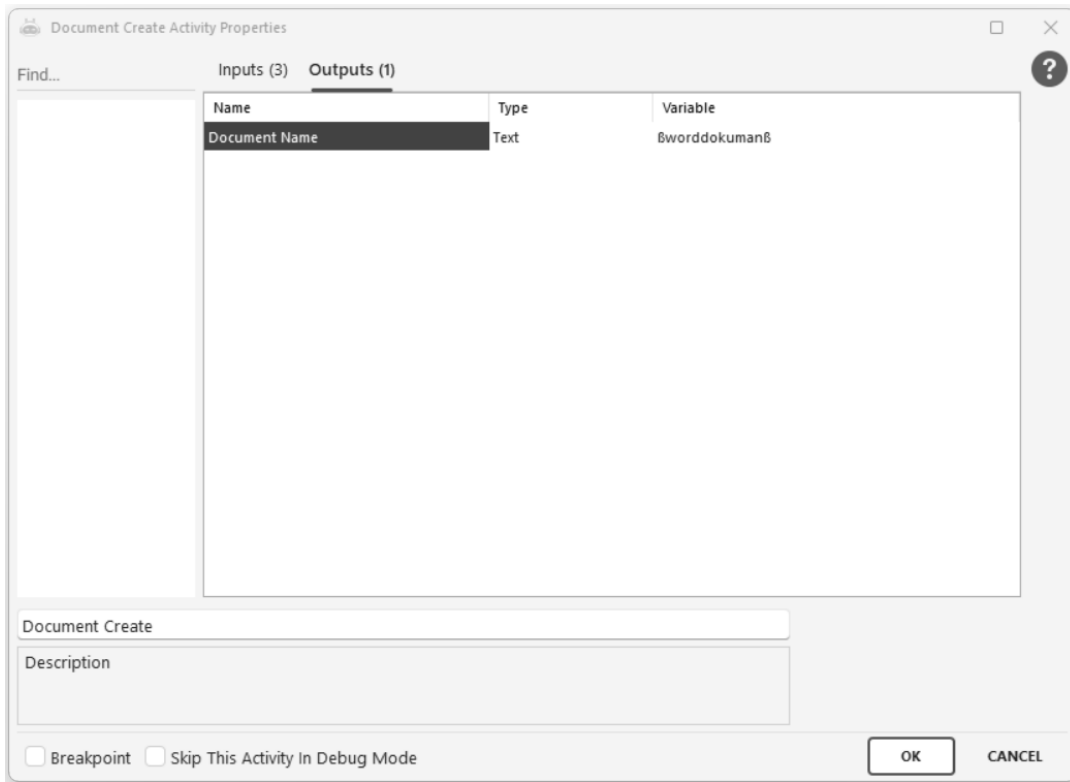 Document Create Activity Properties
Find...
Inputs (3) Outputs (1)
?
Name Type Variable
Document Name Text ßworddokumanß
Document Create
Description
Breakpoint Skip This Activity In Debug Mode
OK CANCEL